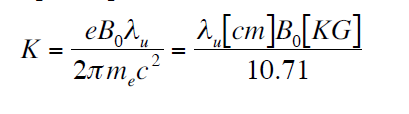 K = eB₀λᵤ / 2πmₑc² = λᵤ[cm]B₀[KG] / 10.71